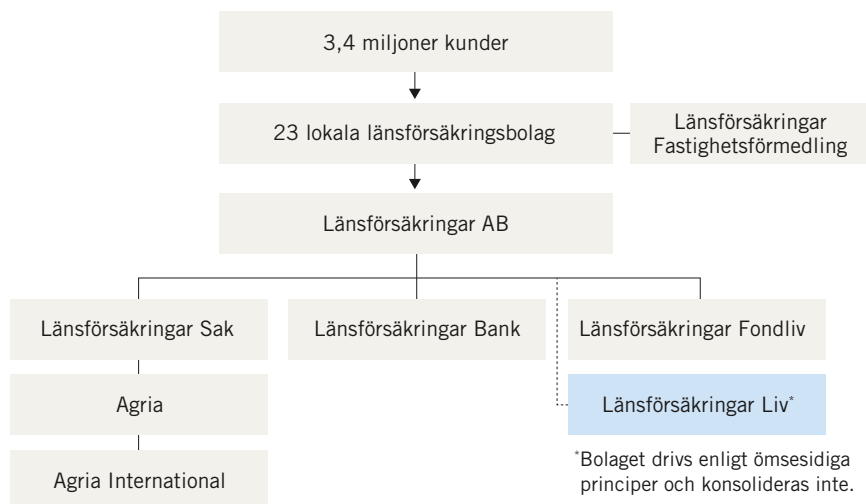 3,4 miljoner kunder
23 lokala länsförsäkringsbolag
Länsförsäkringar
Fastighetsförmedling
Länsförsäkringar AB
Länsförsäkringar Sak
Länsförsäkringar Bank
Länsförsäkringar Fondliv
Agria
Länsförsäkringar Liv*
Agria International
*Bolaget drivs enligt ömsesidiga
principer och konsolideras inte.